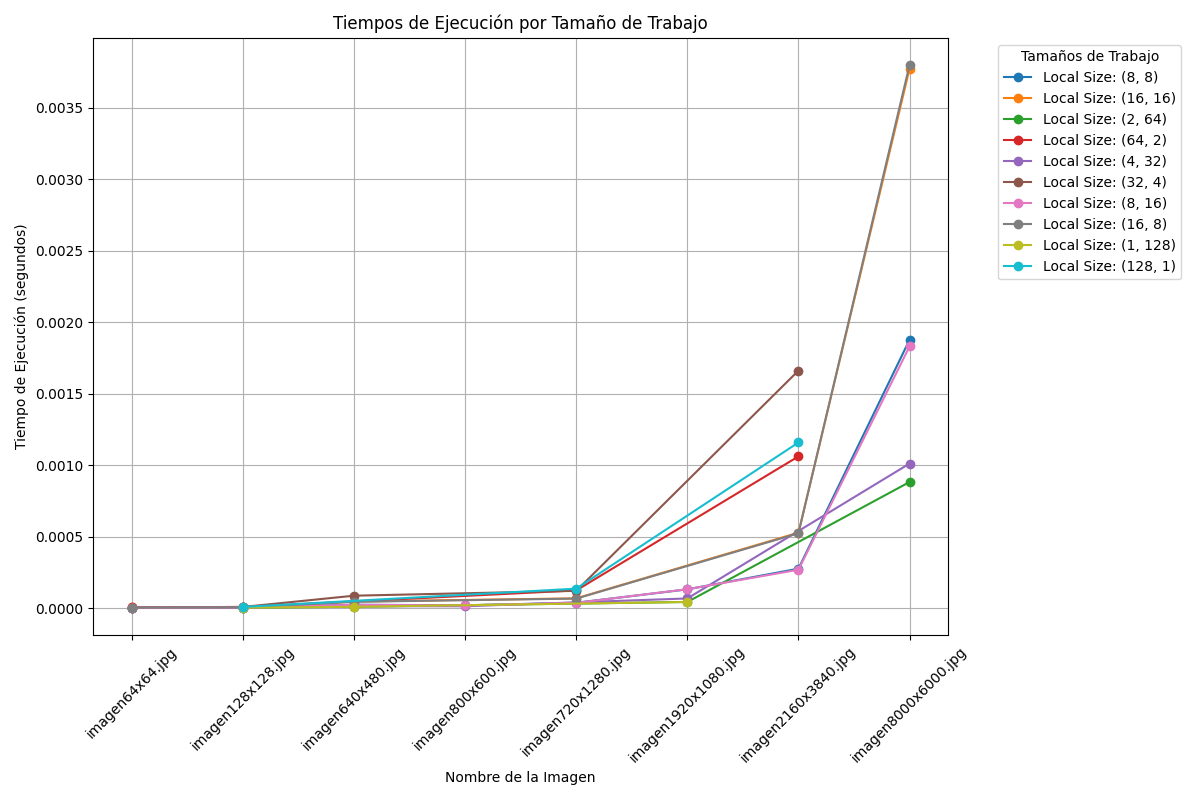 Tiempos de Ejecución por Tamaño de Trabajo
Tiempo de Ejecución (segundos)
0.0035
0.0030
0.0025
0.0020
0.0015
0.0010
0.0005
0.0000
imagen64x64.jpg
imagen128x128.jpg
imagen640x480.jpg
imagen800x600.jpg
imagen720x1280.jpg
imagen1920x1080.jpg
imagen2160x3840.jpg
imagen8000x6000.jpg
Nombre de la Imagen
Tamaños de Trabajo
Local Size: (8, 8)
Local Size: (16, 16)
Local Size: (2, 64)
Local Size: (64, 2)
Local Size: (4, 32)
Local Size: (32, 4)
Local Size: (8, 16)
Local Size: (16, 8)
Local Size: (1, 128)
Local Size: (128, 1)